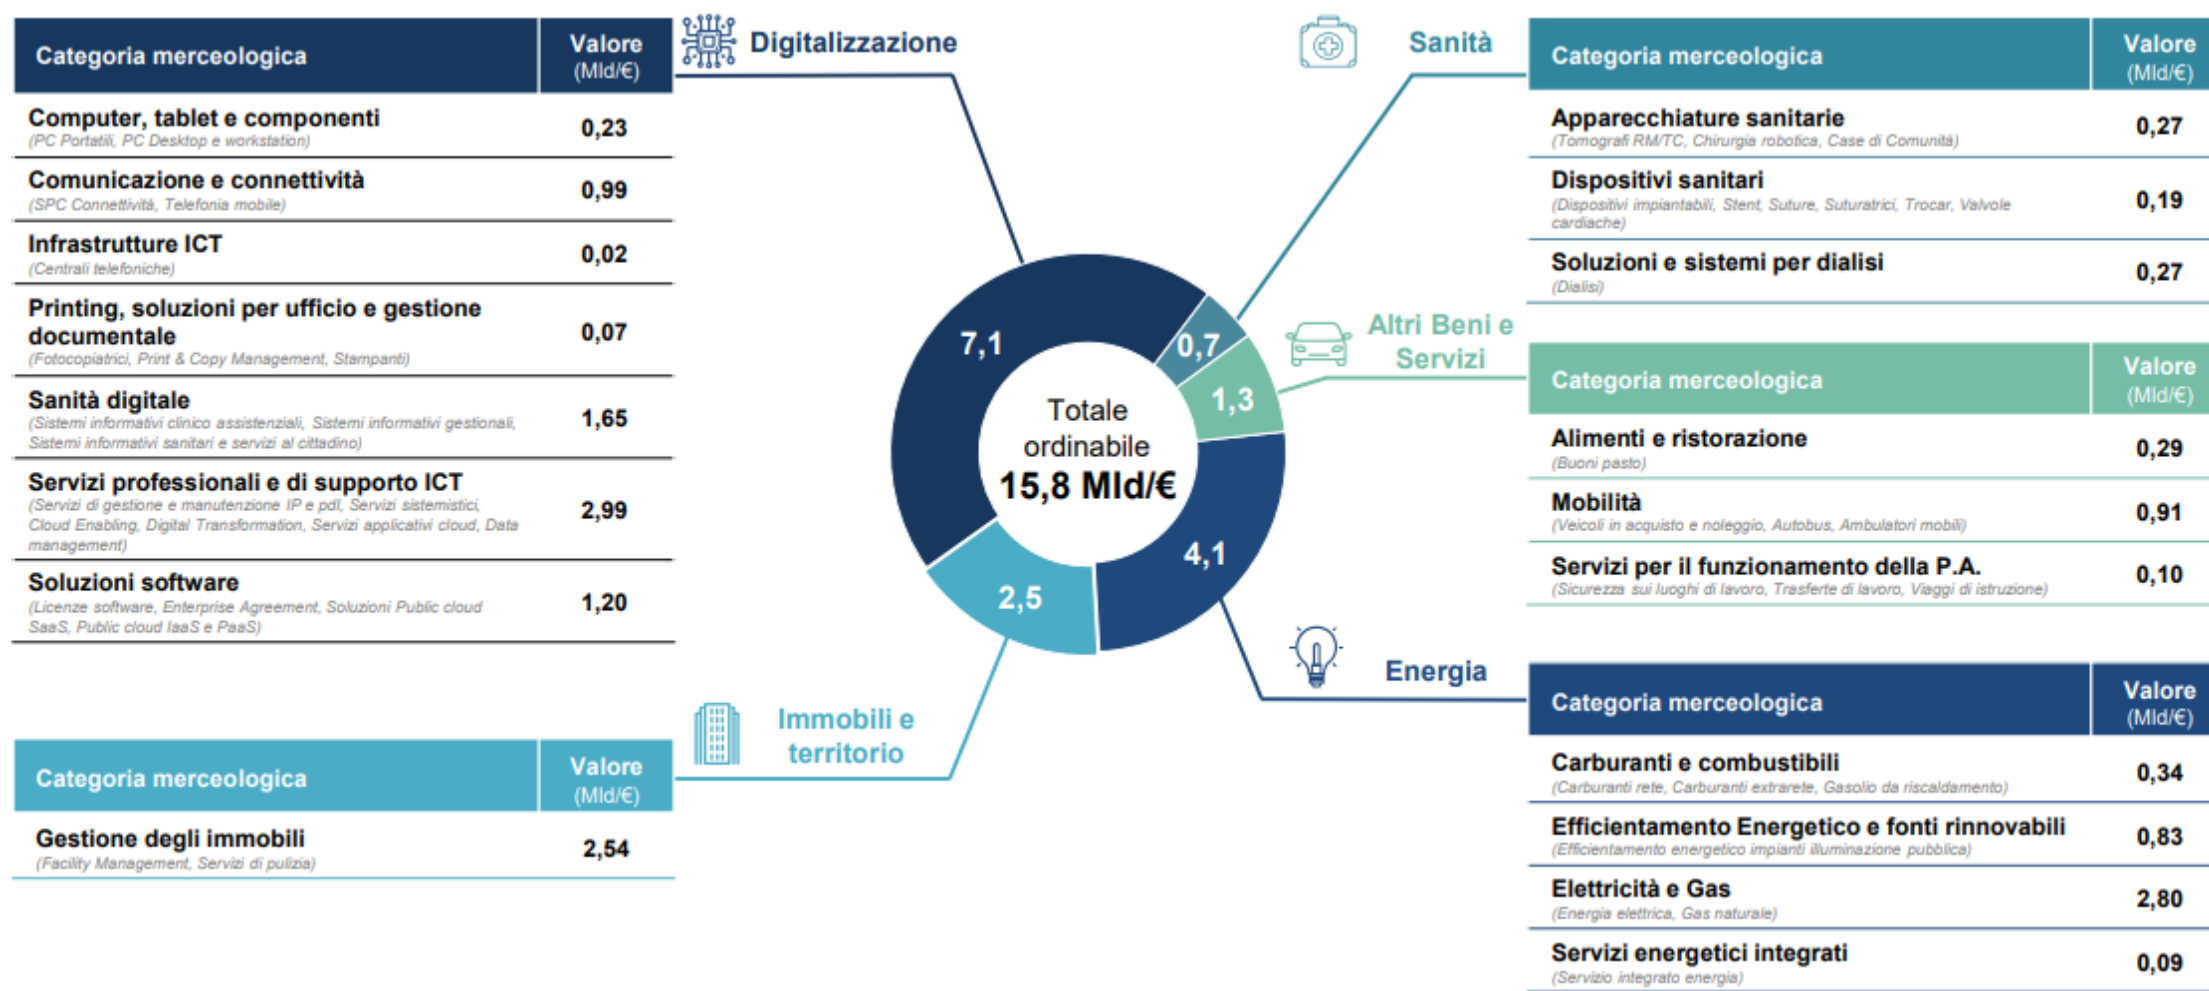 Digitalizzazione
Categoria merceologica
Valore
(Mld/€)
Computer, tablet e componenti
(PC Portatili, PC Desktop e workstation)
0,23
Comunicazione e connettività
(SPC Connettività, Telefonia mobile)
0,99
Infrastrutture ICT
(Centrali telefoniche)
0,02
Printing, soluzioni per ufficio e gestione
documentale
(Fotocopiatrici, Print & Copy Management, Stampanti)
0,07
Sanità digitale
(Sistemi informativi clinico assistenziali, Sistemi informativi gestionali,
Sistemi informativi sanitari e servizi al cittadino)
1,65
Servizi professionali e di supporto ICT
(Servizi di gestione e manutenzione IP e pdl, Servizi sistemistici,
Cloud Enabling, Digital Transformation, Servizi applicativi cloud, Data
management)
2,99
Soluzioni software
(Licenze software, Enterprise Agreement, Soluzioni Public cloud
SaaS, Public cloud IaaS e PaaS)
1,20
Immobili e
territorio
Categoria merceologica
Valore
(Mld/€)
Gestione degli immobili
(Facility Management, Servizi di pulizia)
2,54
7,1
0,7
1,3
4,1
2,5
Totale
ordinabile
15,8 Mld/€
Sanità
Categoria merceologica
Valore
(Mld/€)
Apparecchiature sanitarie
(Tomografi RM/TC, Chirurgia robotica, Case di Comunità)
0,27
Dispositivi sanitari
(Dispositivi impiantabili, Stent, Suture, Suturatrici, Trocar, Valvole
cardiache)
0,19
Soluzioni e sistemi per dialisi
(Dialisi)
0,27
Altri Beni e
Servizi
Categoria merceologica
Valore
(Mld/€)
Alimenti e ristorazione
(Buoni pasto)
0,29
Mobilità
(Veicoli in acquisto e noleggio, Autobus, Ambulatori mobili)
0,91
Servizi per il funzionamento della P.A.
(Sicurezza sui luoghi di lavoro, Trasferte di lavoro, Viaggi di istruzione)
0,10
Energia
Categoria merceologica
Valore
(Mld/€)
Carburanti e combustibili
(Carburanti rete, Carburanti extrarete, Gasolio da riscaldamento)
0,34
Efficientamento Energetico e fonti rinnovabili
(Efficientamento energetico impianti illuminazione pubblica)
0,83
Elettricità e Gas
(Energia elettrica, Gas naturale)
2,80
Servizi energetici integrati
(Servizio integrato energia)
0,09